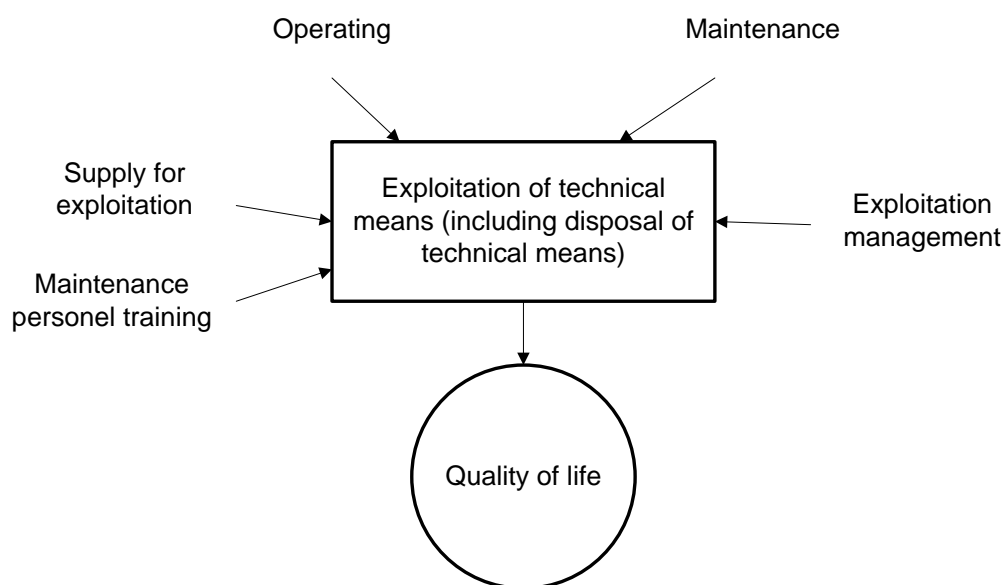 Operating
Maintenance
Supply for
exploitation
Exploitation of technical
means (including disposal of
technical means)
Exploitation
management
Maintenance
personel training
Quality of life